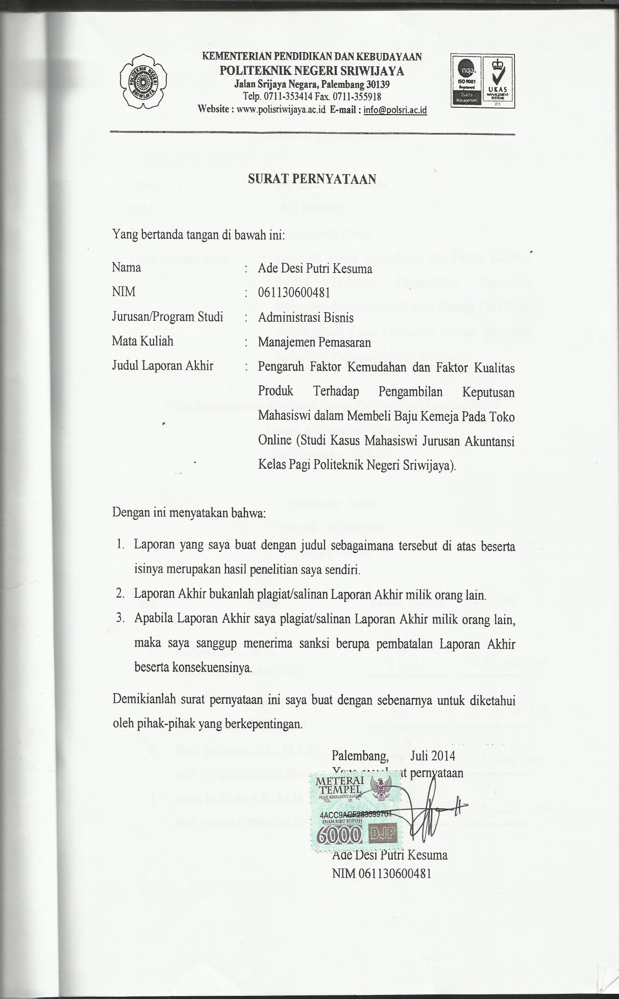 KEMENTERIAN PENDIDIKAN DAN KEBUDAYAAN
POLITEKNIK NEGERI SRIWIJAYA
Jalan Srijaya Negara, Palembang 30139
Telp. 0711-353414 Fax. 0711-355918
Website : www.polisriwijaya.ac.id E-mail : info@polsri.ac.id
POLITEKNIK NEGERI
SRIWIJAYA
nqa.
ISO 9001
Registered
Quality
Management
UKAS
MANAGEMENT
SYSTEMS
015
SURAT PERNYATAAN
Yang bertanda tangan di bawah ini:
Nama : Ade Desi Putri Kesuma
NIM : 061130600481
Jurusan/Program Studi : Administrasi Bisnis
Mata Kuliah : Manajemen Pemasaran
Judul Laporan Akhir : Pengaruh Faktor Kemudahan dan Faktor Kualitas
Produk Terhadap Pengambilan Keputusan
Mahasiswi dalam Membeli Baju Kemeja Pada Toko
Online (Studi Kasus Mahasiswi Jurusan Akuntansi
Kelas Pagi Politeknik Negeri Sriwijaya).
Dengan ini menyatakan bahwa:
1. Laporan yang saya buat dengan judul sebagaimana tersebut di atas beserta
isinya merupakan hasil penelitian saya sendiri.
2. Laporan Akhir bukanlah plagiat/salinan Laporan Akhir milik orang lain.
3. Apabila Laporan Akhir saya plagiat/salinan Laporan Akhir milik orang lain,
maka saya sanggup menerima sanksi berupa pembatalan Laporan Akhir
beserta konsekuensinya.
Demikianlah surat pernyataan ini saya buat dengan sebenarnya untuk diketahui
oleh pihak-pihak yang berkepentingan.
Palembang, Juli 2014
pernyataan
METERAI
TEMPEL
PAJAK MEMBANGUN BANGSA
TGL. 20
4ACC9ACF283599701
ENAM RIBU RUPIAH
6000 DJP
Ade Desi Putri Kesuma
NIM 061130600481